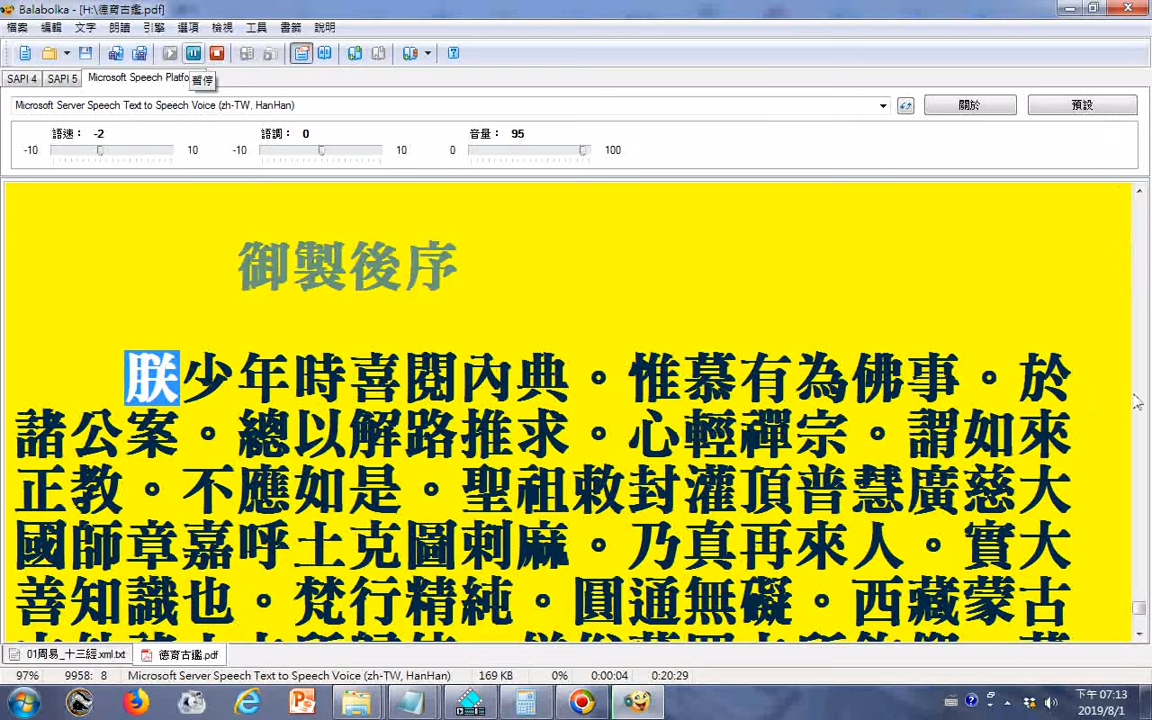 Balabolka - [H:\德育古鑑.pdf]
檔案 編輯 文字 朗讀 引擎 選項 檢視 工具 書籤 說明
SAPI 4 SAPI 5 Microsoft Speech Platfo 暫停
Microsoft Server Speech Text to Speech Voice (zh-TW, HanHan) 關於 預設
語速： -2 語調： 0 音量： 95
-10 10 -10 10 0 100
御製後序
朕少年時喜閱內典。惟慕有為佛事。於
諸公案。總以解路推求。心輕禪宗。謂如來
正教。不應如是。聖祖敕封灌頂普慧廣慈大
國師章嘉呼土克圖刺麻。乃真再來人。實大
善知識也。梵行精純。圓通無礙。西藏蒙古
01周易_十三經.xml.txt 德育古鑑.pdf
97% 9958: 8 Microsoft Server Speech Text to Speech Voice (zh-TW, HanHan) 169 KB 0% 0:00:04 0:20:29
下午 07:13
2019/8/1